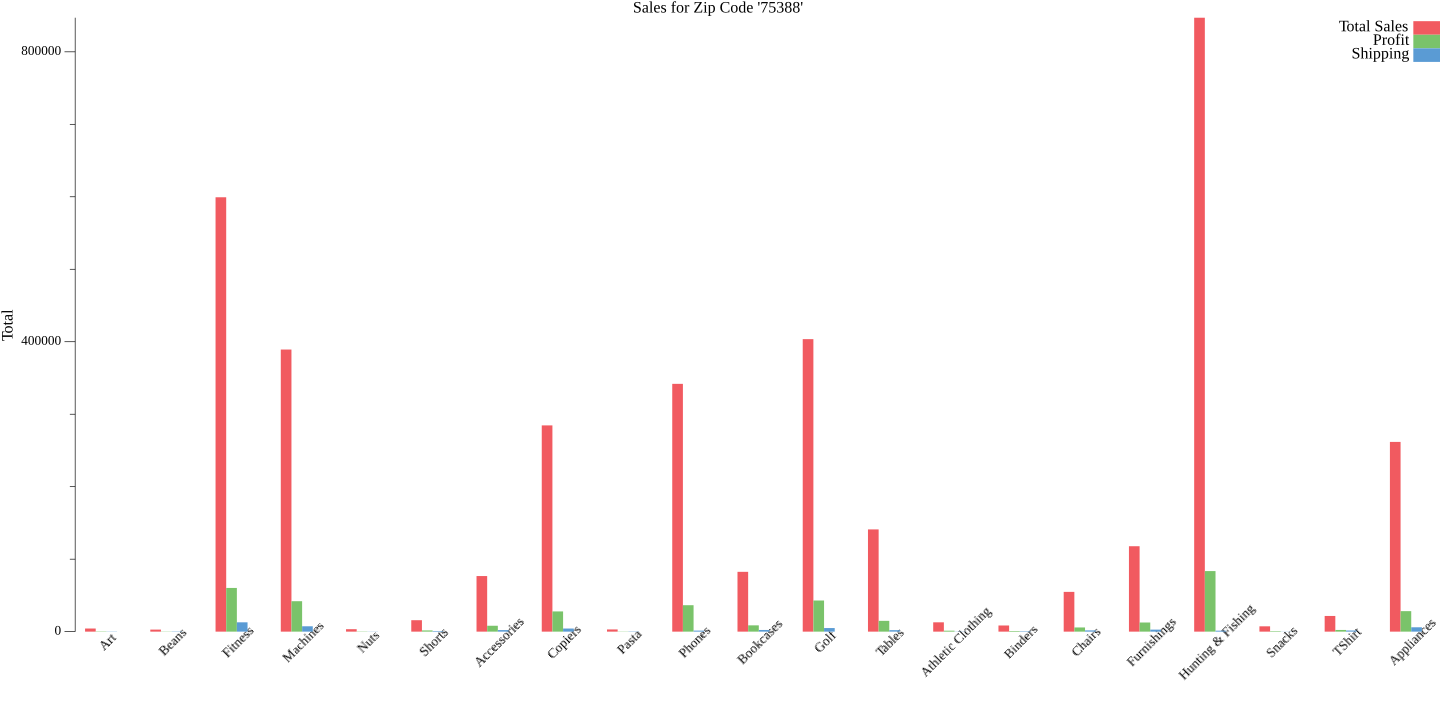 Sales for Zip Code '75388'
Total Sales
Profit
Shipping
800000
400000
0
Total
Art
Beans
Fitness
Machines
Nuts
Shorts
Accessories
Copiers
Pasta
Phones
Bookcases
Golf
Tables
Athletic Clothing
Binders
Chairs
Furnishings
Hunting & Fishing
Snacks
TShirt
Appliances